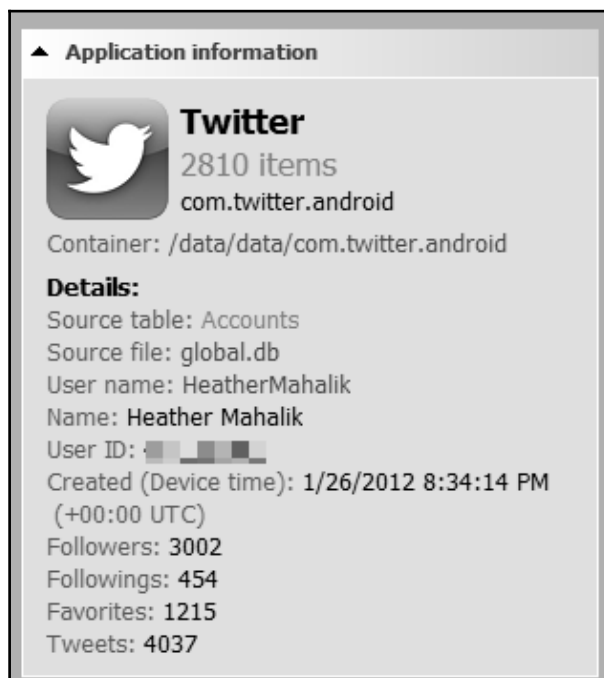 Application information
Twitter
2810 items
com.twitter.android
Container: /data/data/com.twitter.android
Details:
Source table: Accounts
Source file: global.db
User name: HeatherMahalik
Name: Heather Mahalik
User ID:
Created (Device time): 1/26/2012 8:34:14 PM
(+00:00 UTC)
Followers: 3002
Followings: 454
Favorites: 1215
Tweets: 4037